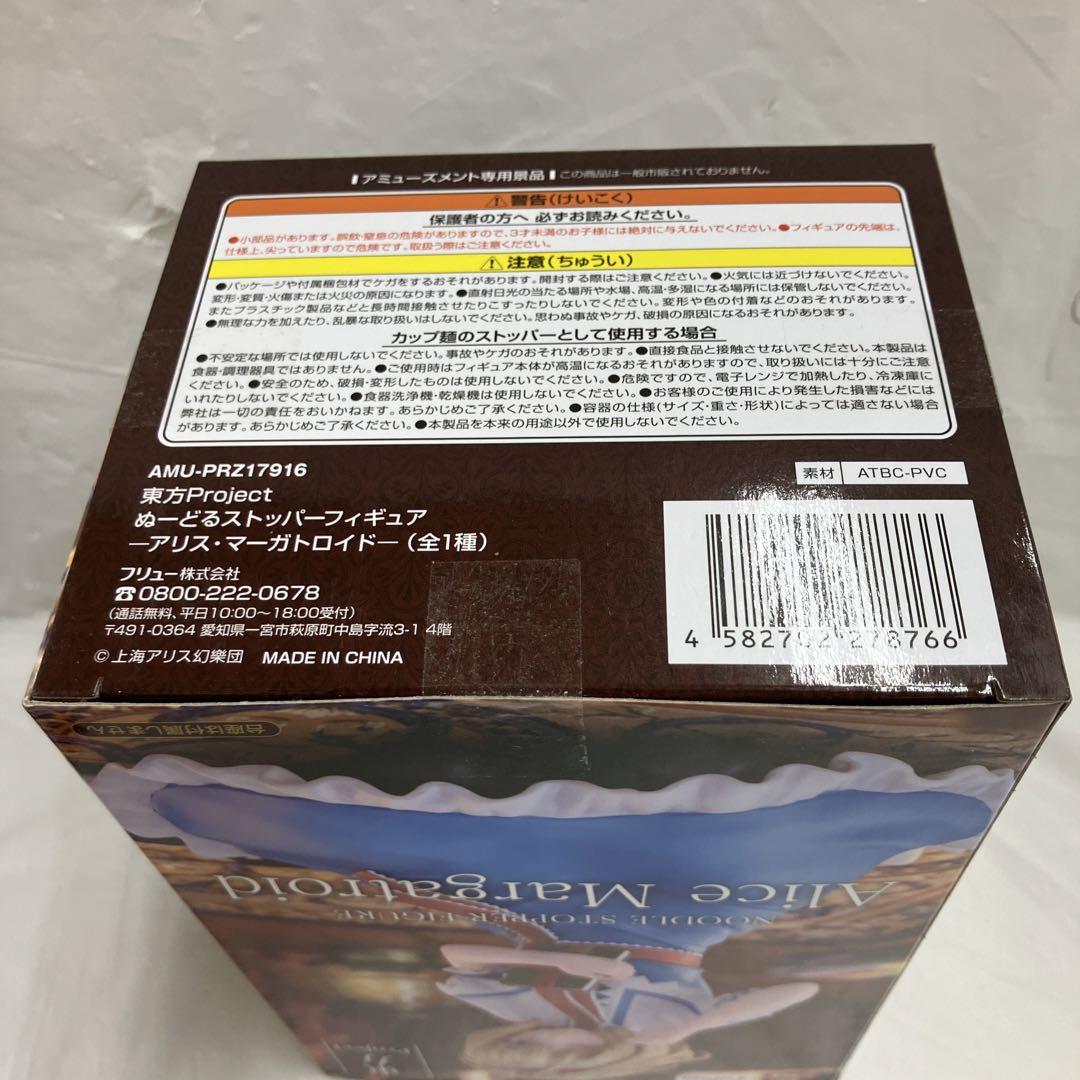 アミューズメント専用景品 この商品は一般市販されておりません。
⚠警告(けいこく)
保護者の方へ 必ずお読みください。
●小部品があります。誤飲・窒息の危険がありますので、3才未満のお子様には絶対に与えないでください。●フィギュアの先端は、
仕様上、尖っていますので危険です。取扱う際はご注意ください。
⚠注意(ちゅうい)
●パッケージや付属梱包材でケガをするおそれがあります。開封する際はご注意ください。●火気には近づけないでください。
変形・変質・火傷または火災の原因になります。●直射日光の当たる場所や水場、高温・多湿になる場所には保管しないでください。
またプラスチック製品などと長時間接触させたりこすったりしないでください。変形や色の付着などのおそれがあります。
●無理な力を加えたり、乱暴な取り扱いはしないでください。思わぬ事故やケガ、破損の原因になるおそれがあります。
カップ麺のストッパーとして使用する場合
●不安定な場所では使用しないでください。事故やケガのおそれがあります。●直接食品と接触させないでください。本製品は
食器・調理器具ではありません。●ご使用時はフィギュア本体が高温になるおそれがありますので、取り扱いには十分にご注意
ください。●安全のため、破損・変形したものは使用しないでください。●危険ですので、電子レンジで加熱したり、冷凍庫に
いれたりしないでください。●食器洗浄機・乾燥機は使用しないでください。●お客様のご使用により発生した損害などには
弊社は一切の責任をおいかねます。あらかじめご了承ください。●容器の仕様(サイズ・重さ・形状)によっては適さない場合
があります。あらかじめご了承ください。●本製品を本来の用途以外で使用しないでください。
AMU-PRZ17916
素材 ATBC-PVC
東方Project
ぬーどるストッパーフィギュア
―アリス・マーガトロイド―(全1種)
フリュー株式会社
☎0800-222-0678
(通話無料、平日10:00～18:00受付)
〒491-0364 愛知県一宮市萩原町中島字流3-1 4階
©上海アリス幻樂団 MADE IN CHINA
4 582792 278766
台座は付属しません
Alice Margatroid
NOODLE STOPPER FIGURE